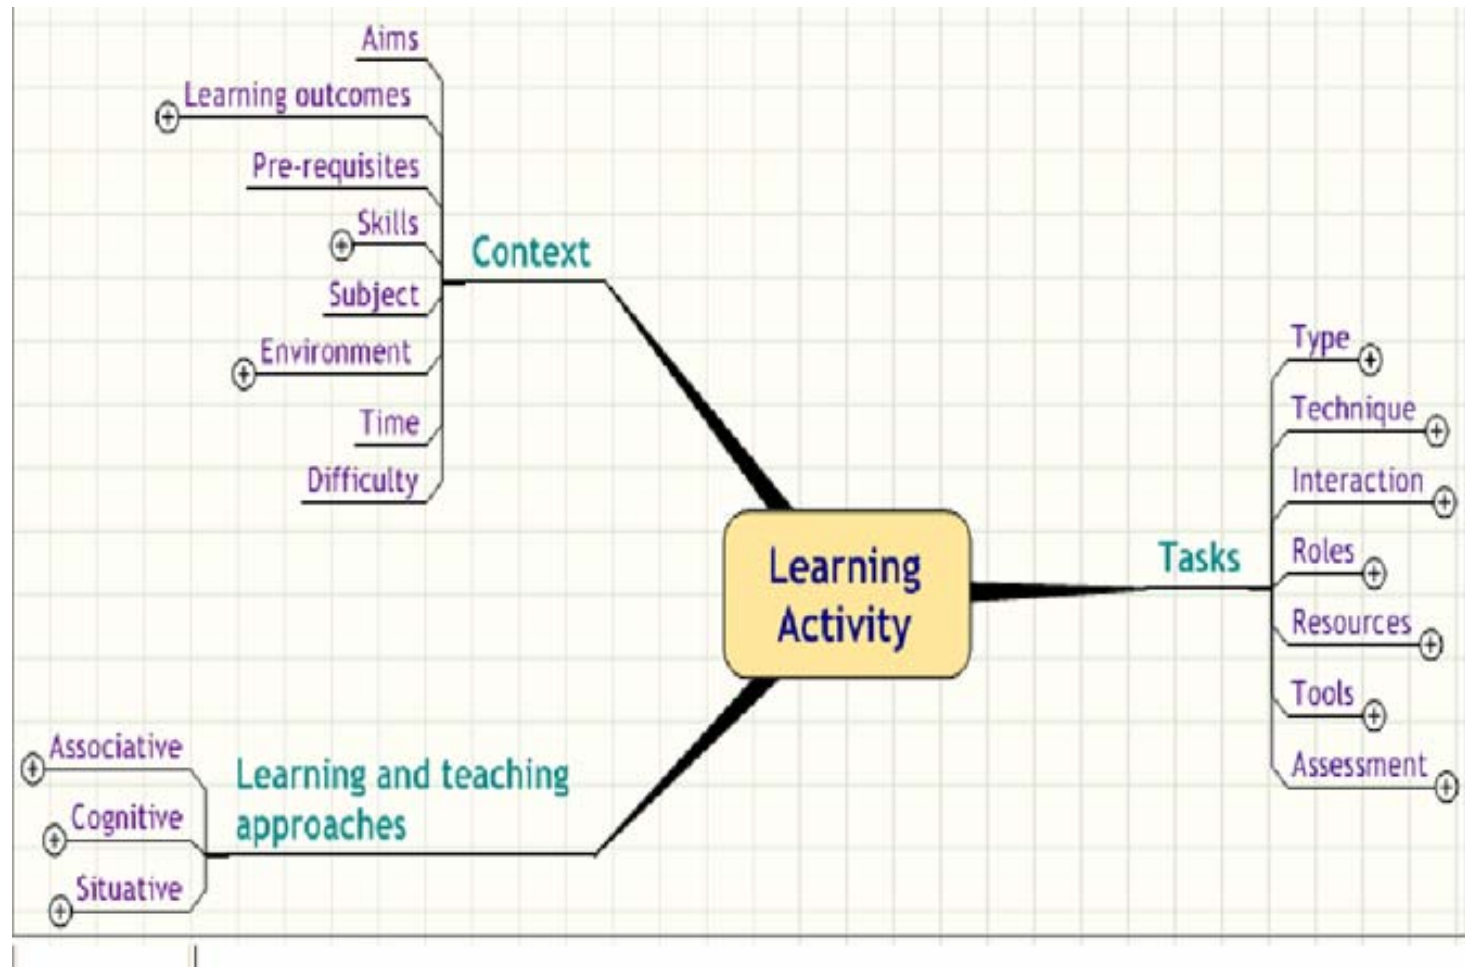 Aims
Learning outcomes
Pre-requisites
Skills
Context
Subject
Environment
Time
Difficulty
Learning
Activity
Tasks
Type
Technique
Interaction
Roles
Resources
Tools
Assessment
Learning and teaching
approaches
Associative
Cognitive
Situative